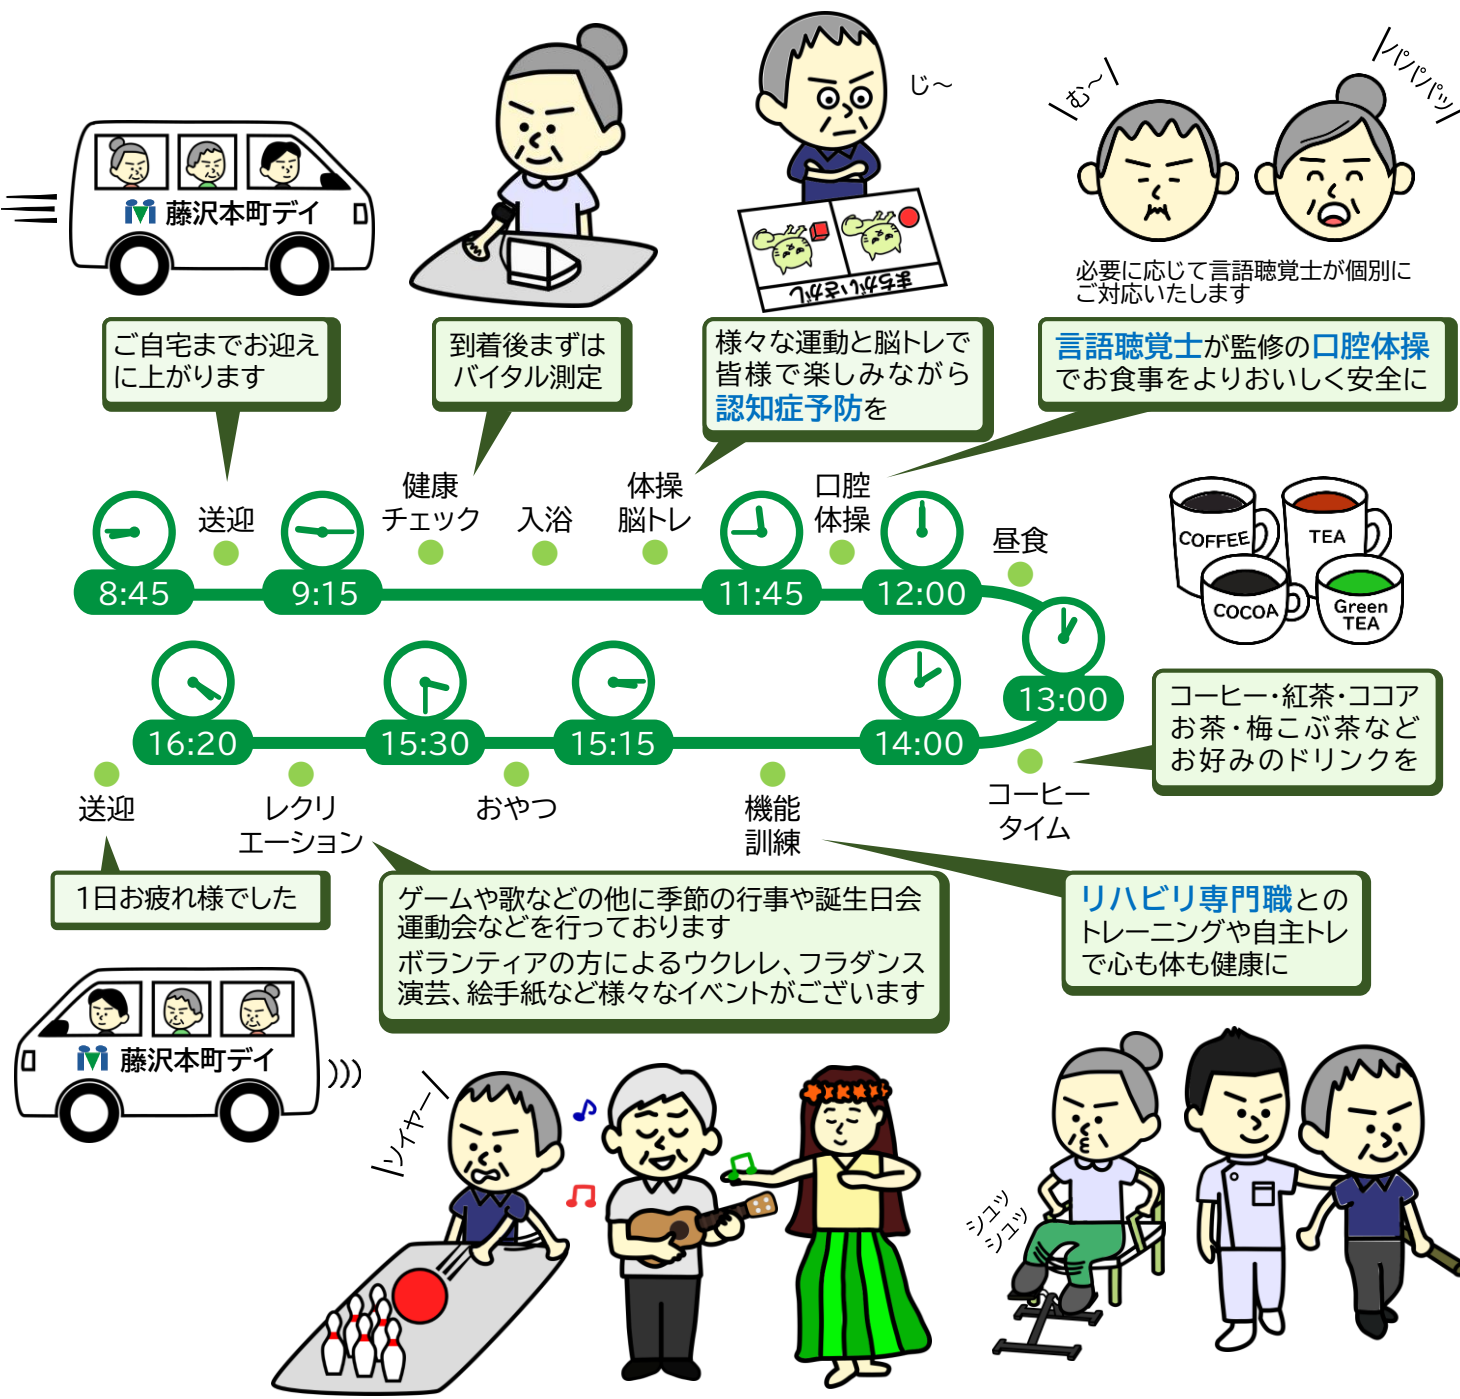 じ～
む～
パパパッ
藤沢本町デイ
まちがいさがし
必要に応じて言語聴覚士が個別に
ご対応いたします
ご自宅までお迎え
に上がります
到着後まずは
バイタル測定
様々な運動と脳トレで
皆様で楽しみながら
認知症予防を
言語聴覚士が監修の口腔体操
でお食事をよりおいしく安全に
送迎
健康
チェック
入浴
体操
脳トレ
口腔
体操
昼食
8:45
9:15
11:45
12:00
13:00
COFFEE
TEA
COCOA
Green
TEA
コーヒー・紅茶・ココア
お茶・梅こぶ茶など
お好みのドリンクを
16:20
15:30
15:15
14:00
送迎
レクリ
エーション
おやつ
機能
訓練
コーヒー
タイム
1日お疲れ様でした
ゲームや歌などの他に季節の行事や誕生日会
運動会などを行っております
ボランティアの方によるウクレレ、フラダンス
演芸、絵手紙など様々なイベントがございます
リハビリ専門職との
トレーニングや自主トレ
で心も体も健康に
藤沢本町デイ
ソイヤー
シュッ
シュッ